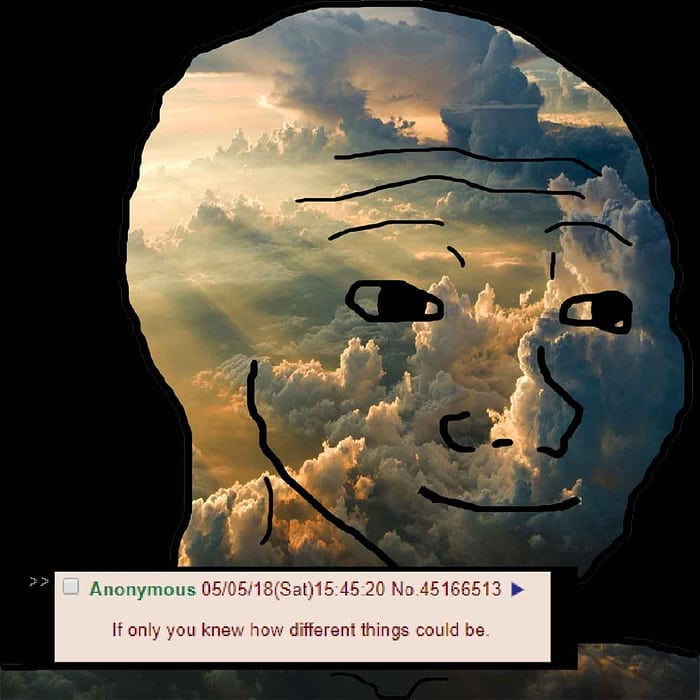 >> Anonymous 05/05/18(Sat)15:45:20 No.45166513 ▶
If only you knew how different things could be.